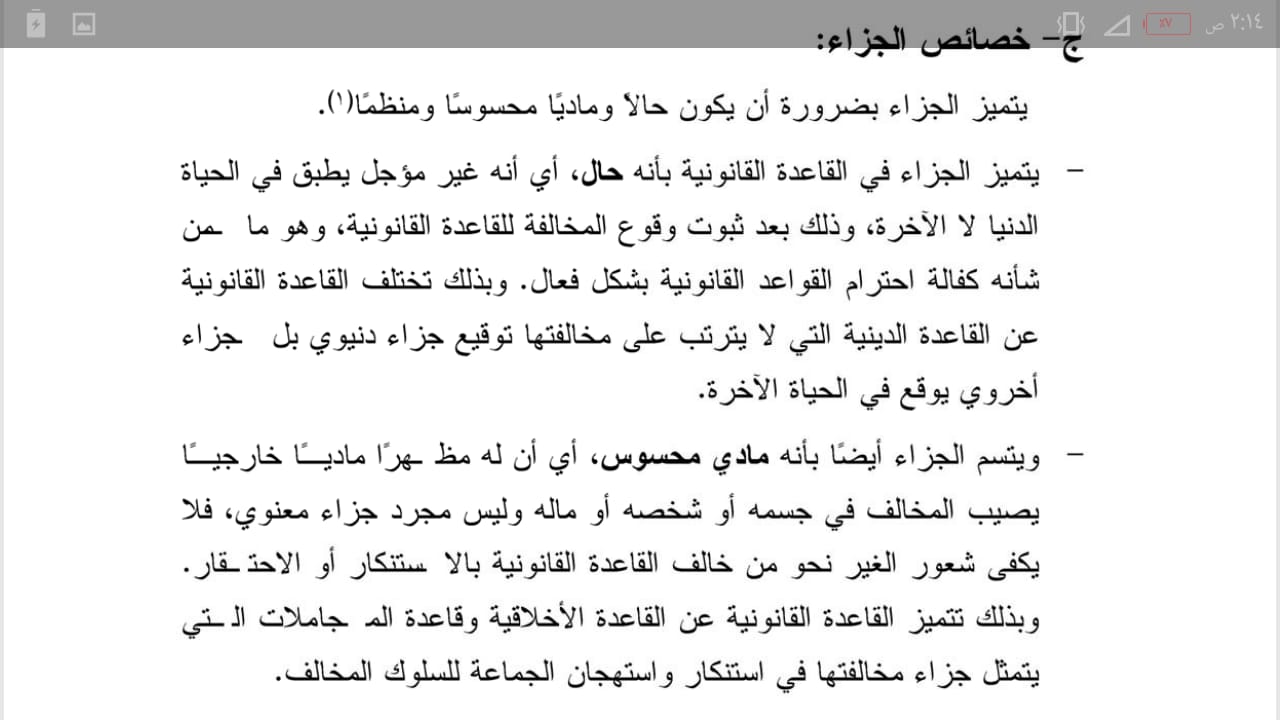 ٢:١٤ ص
٪٧
ج- خصائص الجزاء:
يتميز الجزاء بضرورة أن يكون حالاً وماديًا محسوسًا ومنظمًا(١).
- يتميز الجزاء في القاعدة القانونية بأنه حال، أي أنه غير مؤجل يطبق في الحياة
الدنيا لا الآخرة، وذلك بعد ثبوت وقوع المخالفة للقاعدة القانونية، وهو ما من
شأنه كفالة احترام القواعد القانونية بشكل فعال. وبذلك تختلف القاعدة القانونية
عن القاعدة الدينية التي لا يترتب على مخالفتها توقيع جزاء دنيوي بل جزاء
أخروي يوقع في الحياة الآخرة.
- ويتسم الجزاء أيضًا بأنه مادي محسوس، أي أن له مظهرًا ماديًا خارجيًا
يصيب المخالف في جسمه أو شخصه أو ماله وليس مجرد جزاء معنوي، فلا
يكفى شعور الغير نحو من خالف القاعدة القانونية بالاستنكار أو الاحتقار.
وبذلك تتميز القاعدة القانونية عن القاعدة الأخلاقية وقاعدة المجاملات التي
يتمثل جزاء مخالفتها في استنكار واستهجان الجماعة للسلوك المخالف.